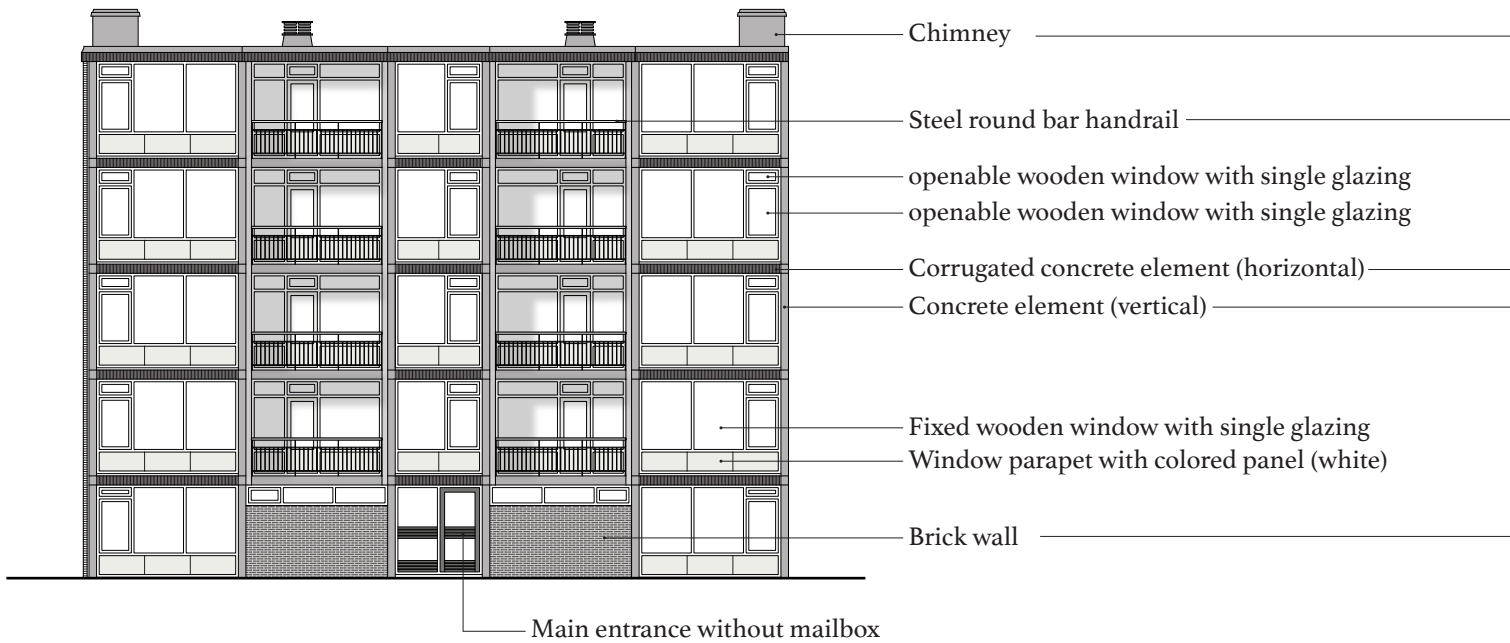 Chimney
Steel round bar handrail
openable wooden window with single glazing
openable wooden window with single glazing
Corrugated concrete element (horizontal)
Concrete element (vertical)
Fixed wooden window with single glazing
Window parapet with colored panel (white)
Brick wall
Main entrance without mailbox